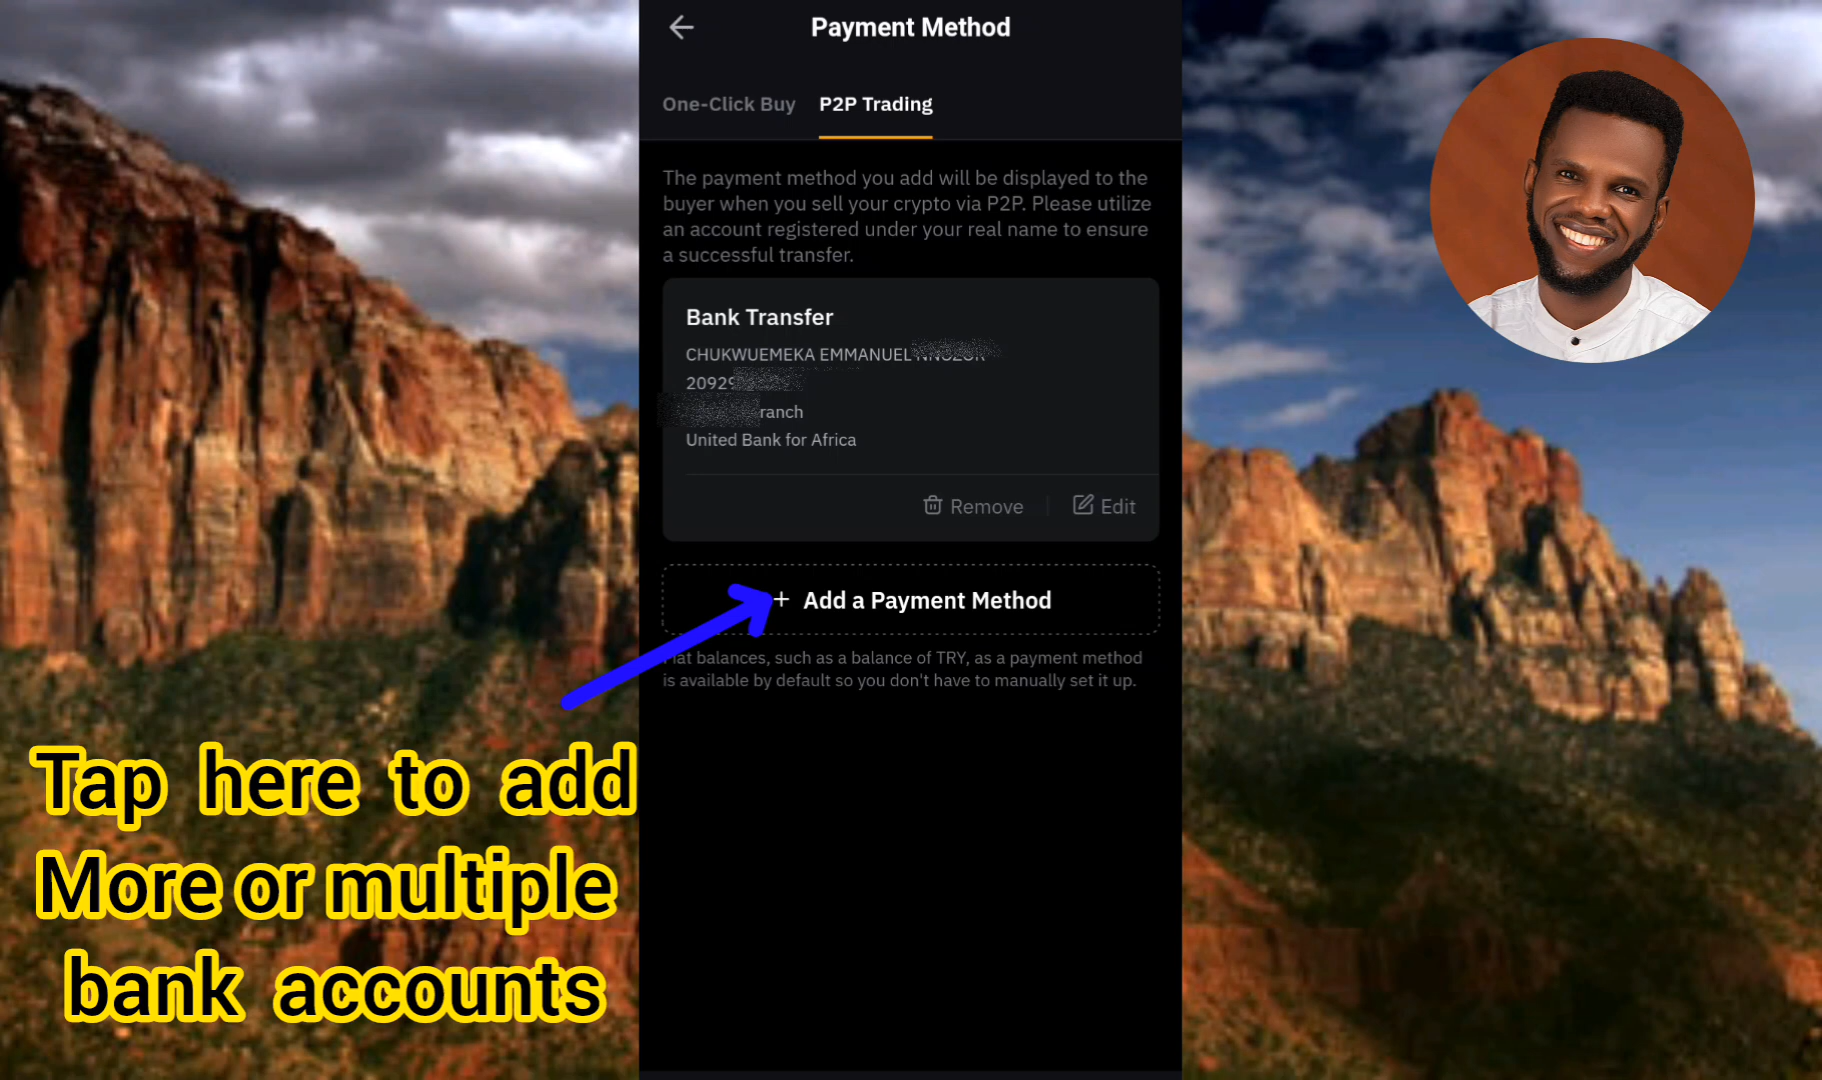 Payment Method
One-Click Buy P2P Trading
The payment method you add will be displayed to the
buyer when you sell your crypto via P2P. Please utilize
an account registered under your real name to ensure
a successful transfer.
Bank Transfer
CHUKWUEMEKA EMMANUEL
2092
ranch
United Bank for Africa
Remove Edit
+ Add a Payment Method
balances, such as a balance of TRY, as a payment method
is available by default so you don't have to manually set it up.
Tap here to add
More or multiple
bank accounts